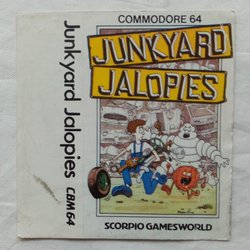 Junkyard Jalopies CBM 64
COMMODORE 64
JUNKYARD
JALOPIES
SCORPIO GAMESWORLD